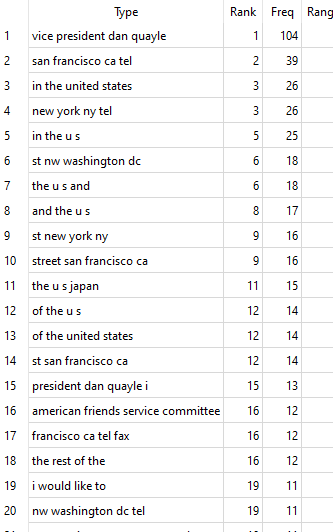 Type Rank Freq Rang
1 vice president dan quayle 1 104
2 san francisco ca tel 2 39
3 in the united states 3 26
4 new york ny tel 3 26
5 in the u s 5 25
6 st nw washington dc 6 18
7 the u s and 6 18
8 and the u s 8 17
9 st new york ny 9 16
10 street san francisco ca 9 16
11 the u s japan 11 15
12 of the u s 12 14
13 of the united states 12 14
14 st san francisco ca 12 14
15 president dan quayle i 15 13
16 american friends service committee 16 12
17 francisco ca tel fax 16 12
18 the rest of the 16 12
19 i would like to 19 11
20 nw washington dc tel 19 11